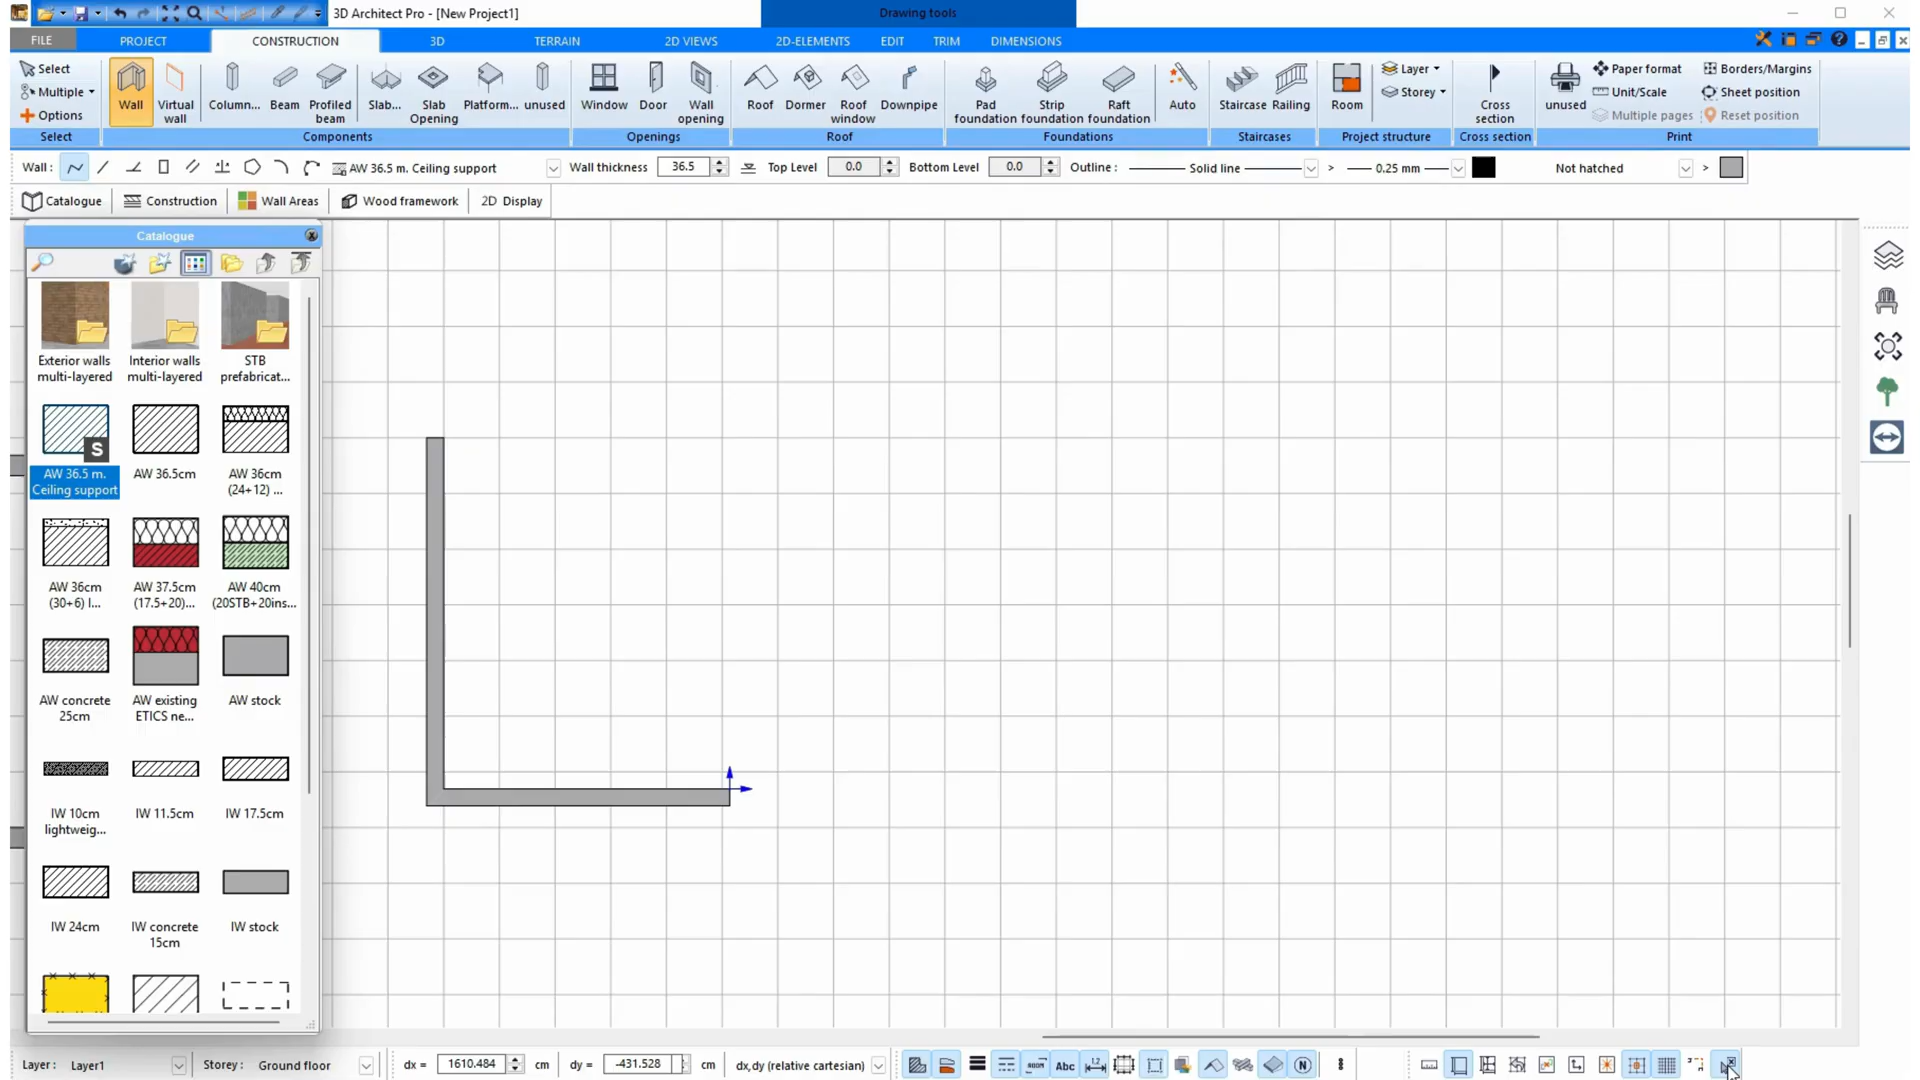 3D Architect Pro - [New Project1]
Drawing tools
FILE PROJECT CONSTRUCTION 3D TERRAIN 2D VIEWS 2D-ELEMENTS EDIT TRIM DIMENSIONS
Select
Multiple
Options
Wall
Virtual wall
Column...
Beam
Profiled beam
Slab...
Slab Opening
Platform...
unused
Window
Door
Wall opening
Roof
Dormer
Roof window
Downpipe
Pad foundation
Strip foundation
Raft foundation
Auto
Staircase
Railing
Room
Layer
Storey
Cross section
unused
Paper format
Unit/Scale
Multiple pages
Borders/Margins
Sheet position
Reset position
Select Components Openings Roof Foundations Staircases Project structure Cross section Print
Wall : AW 36.5 m. Ceiling support Wall thickness 36.5 Top Level 0.0 Bottom Level 0.0 Outline : Solid line > 0.25 mm Not hatched >
Catalogue Construction Wall Areas Wood framework 2D Display
Catalogue
Exterior walls multi-layered
Interior walls multi-layered
STB prefabricat...
S
AW 36.5 m. Ceiling support
AW 36.5cm
AW 36cm (24+12) ...
AW 36cm (30+6) l...
AW 37.5cm (17.5+20)...
AW 40cm (20STB+20ins...
AW concrete 25cm
AW existing ETICS ne...
AW stock
IW 10cm lightweig...
IW 11.5cm
IW 17.5cm
IW 24cm
IW concrete 15cm
IW stock
Layer : Layer1 Storey: Ground floor dx = 1610.484 cm dy = -431.528 cm dx,dy (relative cartesian) ROOM Abc 1.2 N